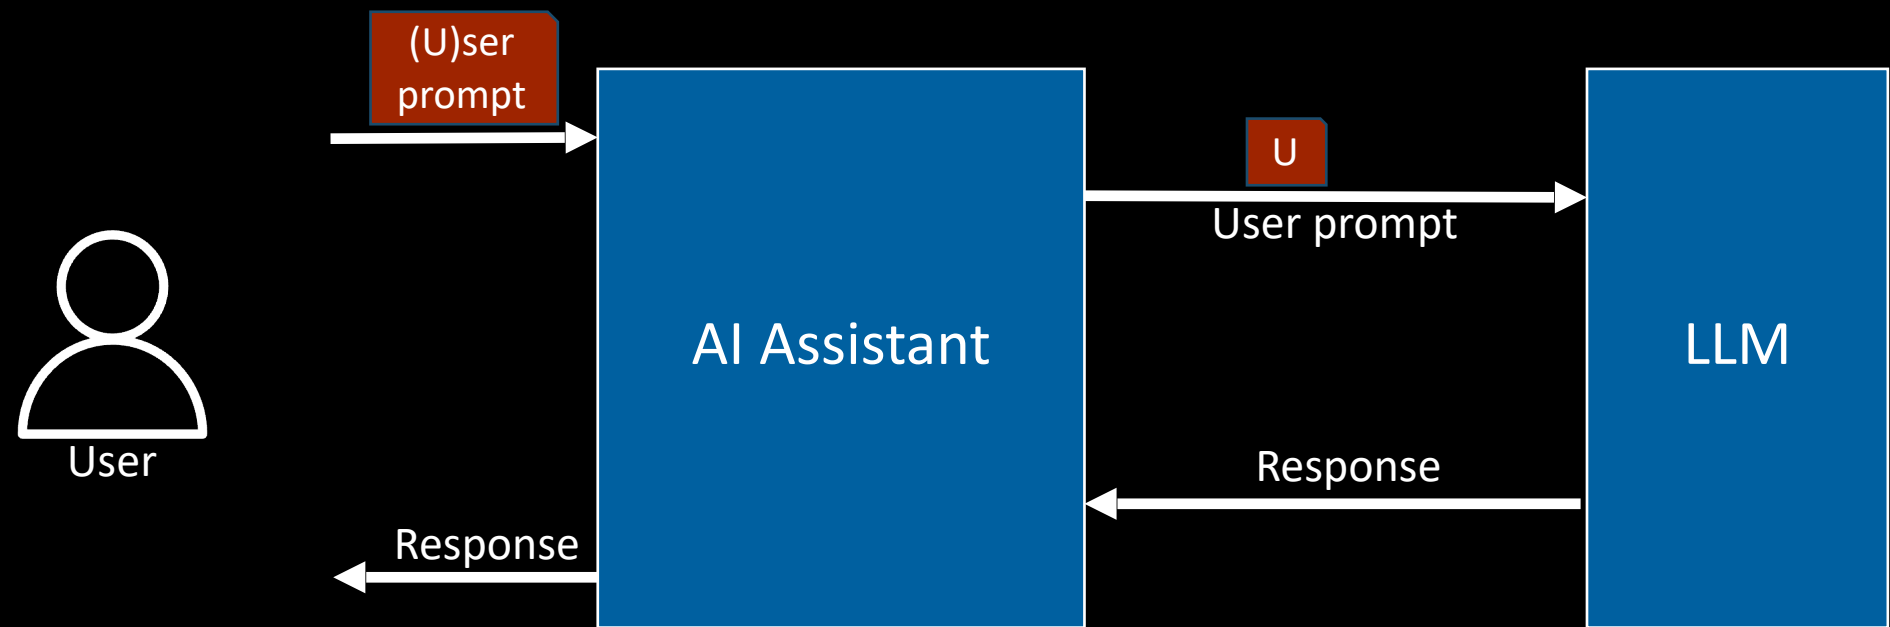 (U)ser
prompt
U
User prompt
AI Assistant
LLM
User
Response
Response